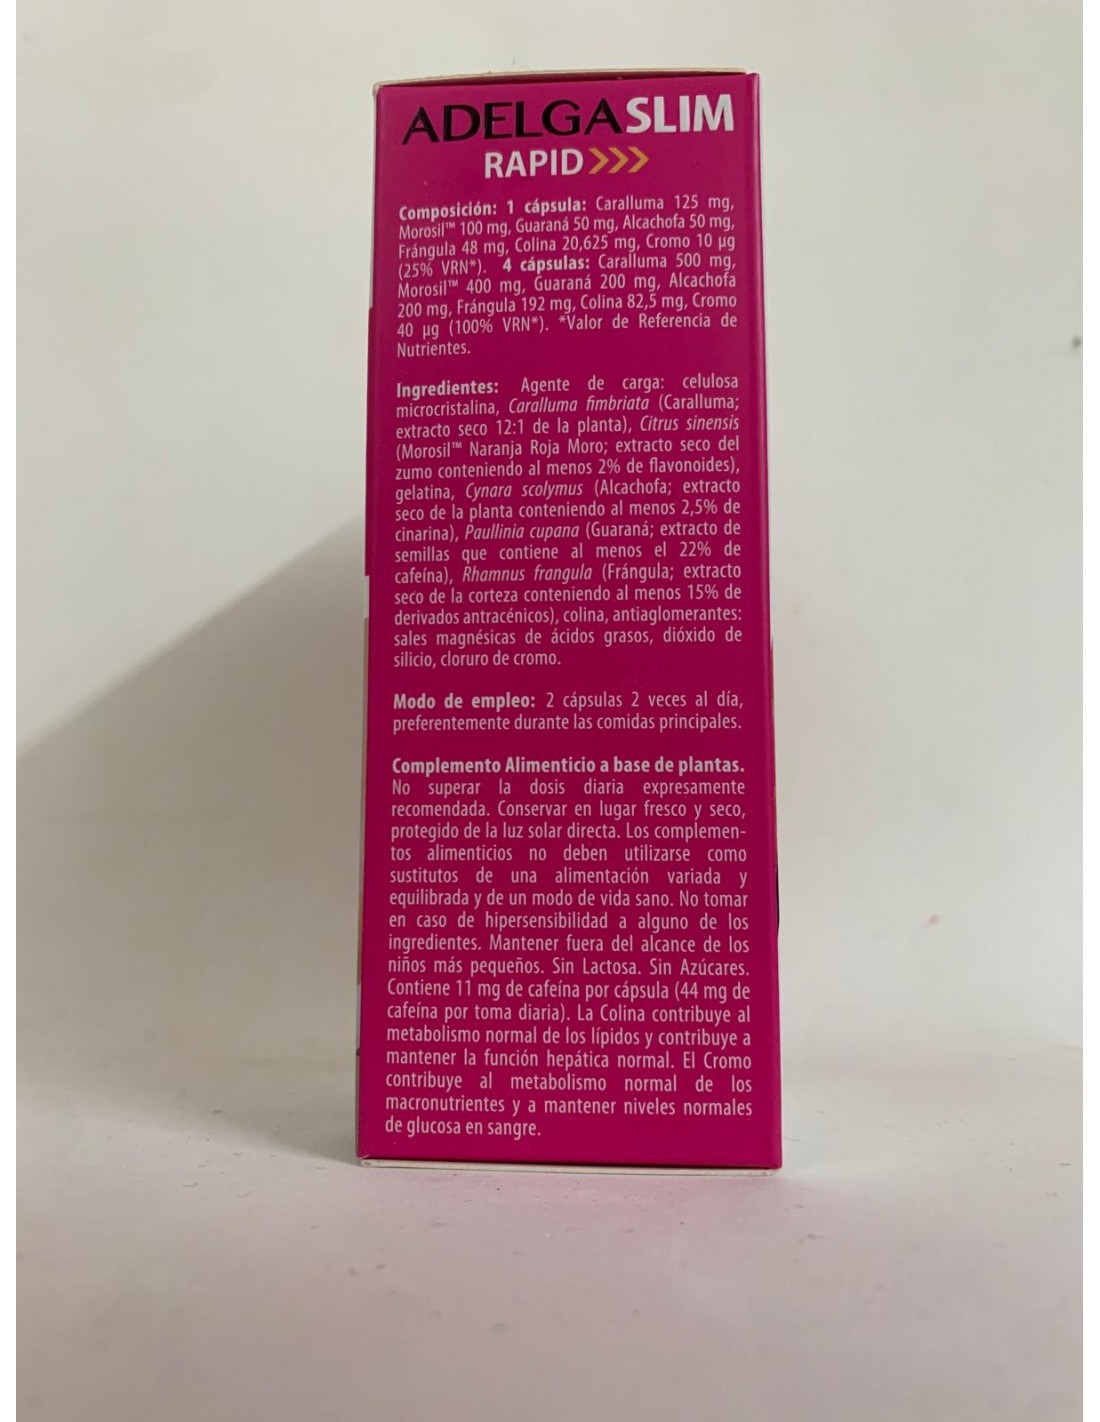 ADELGASLIM
RAPID
Composición: 1 cápsula: Caralluma 125 mg,
Morosil™ 100 mg, Guaraná 50 mg, Alcachofa 50 mg,
Frángula 48 mg, Colina 20,625 mg, Cromo 10 µg
(25% VRN*). 4 cápsulas: Caralluma 500 mg,
Morosil™ 400 mg, Guaraná 200 mg, Alcachofa
200 mg, Frángula 192 mg, Colina 82,5 mg, Cromo
40 µg (100% VRN*). *Valor de Referencia de
Nutrientes.
Ingredientes: Agente de carga: celulosa
microcristalina, Caralluma fimbriata (Caralluma;
extracto seco 12:1 de la planta), Citrus sinensis
(Morosil™ Naranja Roja Moro; extracto seco del
zumo conteniendo al menos 2% de flavonoides),
gelatina, Cynara scolymus (Alcachofa; extracto
seco de la planta conteniendo al menos 2,5% de
cinarina), Paullinia cupana (Guaraná; extracto de
semillas que contiene al menos el 22% de
cafeína), Rhamnus frangula (Frángula; extracto
seco de la corteza conteniendo al menos 15% de
derivados antracénicos), colina, antiaglomerantes:
sales magnésicas de ácidos grasos, dióxido de
silicio, cloruro de cromo.
Modo de empleo: 2 cápsulas 2 veces al día,
preferentemente durante las comidas principales.
Complemento Alimenticio a base de plantas.
No superar la dosis diaria expresamente
recomendada. Conservar en lugar fresco y seco,
protegido de la luz solar directa. Los complemen-
tos alimenticios no deben utilizarse como
sustitutos de una alimentación variada y
equilibrada y de un modo de vida sano. No tomar
en caso de hipersensibilidad a alguno de los
ingredientes. Mantener fuera del alcance de los
niños más pequeños. Sin Lactosa. Sin Azúcares.
Contiene 11 mg de cafeína por cápsula (44 mg de
cafeína por toma diaria). La Colina contribuye al
metabolismo normal de los lípidos y contribuye a
mantener la función hepática normal. El Cromo
contribuye al metabolismo normal de los
macronutrientes y a mantener niveles normales
de glucosa en sangre.